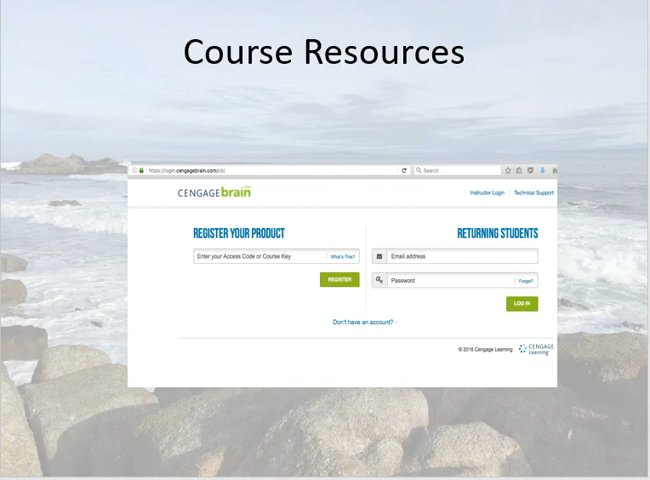 Course Resources
https://login.cengagebrain.com/cb/
Search
CENGAGEbrain
Instructor Login | Technical Support
REGISTER YOUR PRODUCT
RETURNING STUDENTS
Enter your Access Code or Course Key
What's This?
Email address
REGISTER
Password
Forget?
LOG IN
Don't have an account?
© 2016 Cengage Learning
CENGAGE
Learning